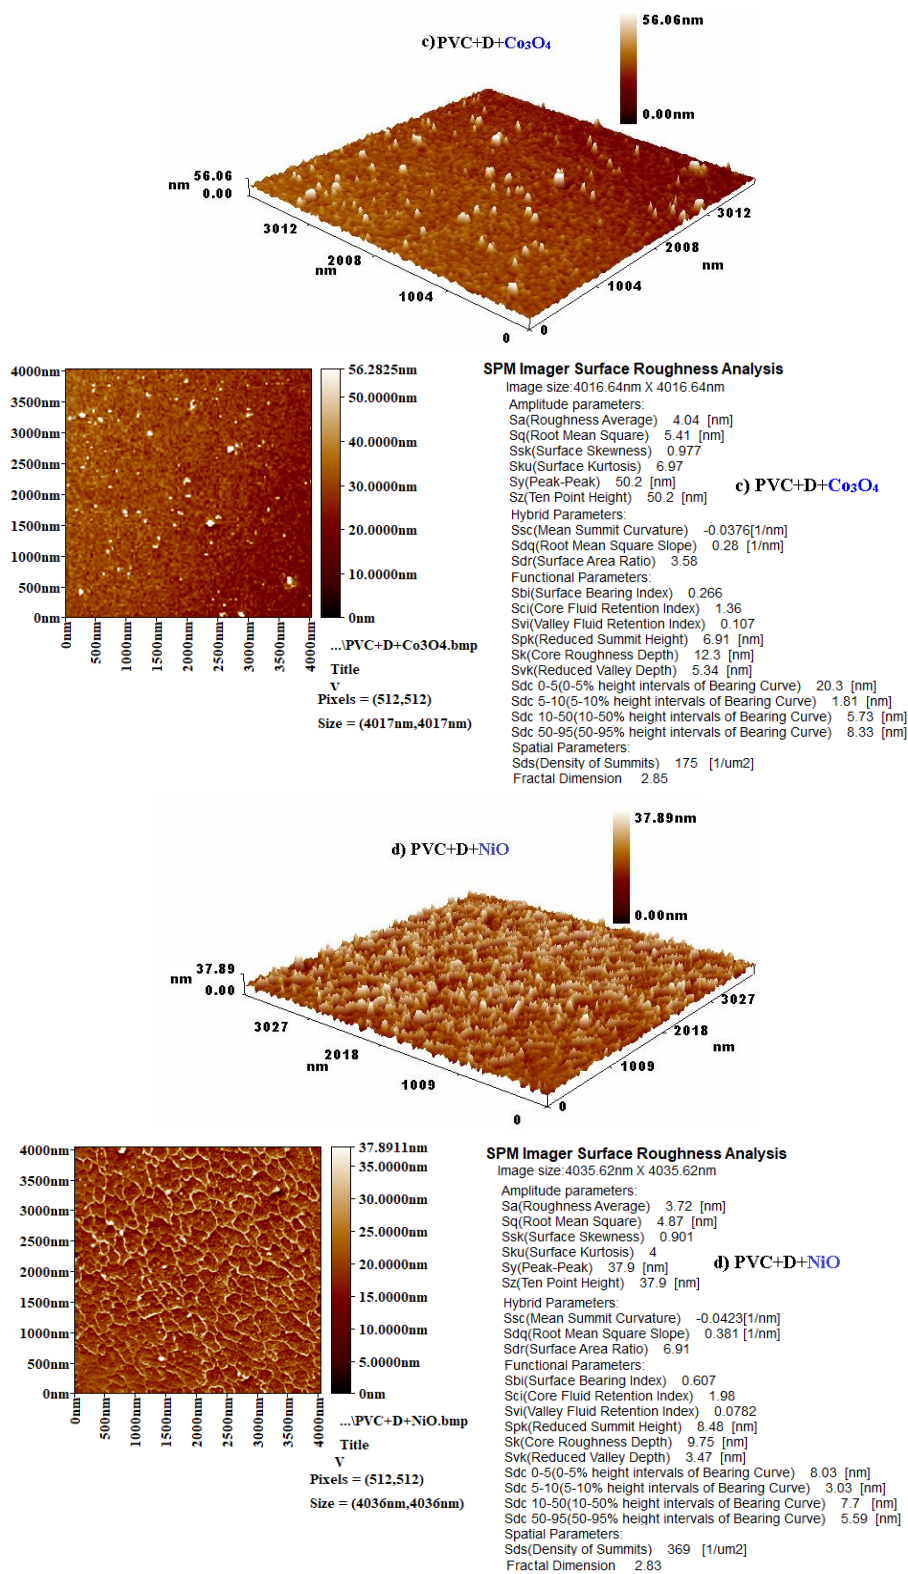 c) PVC+D+Co₃O₄
56.06nm
0.00nm
nm 56.06
0.00
3012
2008
nm
1004
0
0
1004
2008
nm
3012
4000nm
3500nm
3000nm
2500nm
2000nm
1500nm
1000nm
500nm
0nm
0nm
5000nm
10000nm
15000nm
20000nm
25000nm
30000nm
35000nm
40000nm
56.2825nm
50.0000nm
40.0000nm
30.0000nm
20.0000nm
10.0000nm
0nm
...\PVC+D+Co3O4.bmp
Title
V
Pixels = (512,512)
Size = (4017nm,4017nm)
SPM Imager Surface Roughness Analysis
Image size:4016.64nm X 4016.64nm
Amplitude parameters:
Sa(Roughness Average) 4.04 [nm]
Sq(Root Mean Square) 5.41 [nm]
Ssk(Surface Skewness) 0.977
Sku(Surface Kurtosis) 6.97
Sy(Peak-Peak) 50.2 [nm]
Sz(Ten Point Height) 50.2 [nm]
c) PVC+D+Co₃O₄
Hybrid Parameters:
Ssc(Mean Summit Curvature) -0.0376[1/nm]
Sdq(Root Mean Square Slope) 0.28 [1/nm]
Sdr(Surface Area Ratio) 3.58
Functional Parameters:
Sbi(Surface Bearing Index) 0.266
Sci(Core Fluid Retention Index) 1.36
Svi(Valley Fluid Retention Index) 0.107
Spk(Reduced Summit Height) 6.91 [nm]
Sk(Core Roughness Depth) 12.3 [nm]
Svk(Reduced Valley Depth) 5.34 [nm]
Sdc 0-5(0-5% height intervals of Bearing Curve) 20.3 [nm]
Sdc 5-10(5-10% height intervals of Bearing Curve) 1.81 [nm]
Sdc 10-50(10-50% height intervals of Bearing Curve) 5.73 [nm]
Sdc 50-95(50-95% height intervals of Bearing Curve) 8.33 [nm]
Spatial Parameters:
Sds(Density of Summits) 175 [1/um2]
Fractal Dimension 2.85
d) PVC+D+NiO
37.89nm
0.00nm
nm 37.89
0.00
3027
2018
nm
1009
0
0
1009
2018
nm
3027
4000nm
3500nm
3000nm
2500nm
2000nm
1500nm
1000nm
500nm
0nm
0nm
5000nm
1000nm
1500nm
2000nm
2500nm
3000nm
3500nm
4000nm
37.8911nm
35.0000nm
30.0000nm
25.0000nm
20.0000nm
15.0000nm
10.0000nm
5.0000nm
0nm
...\PVC+D+NiO.bmp
Title
V
Pixels = (512,512)
Size = (4036nm,4036nm)
SPM Imager Surface Roughness Analysis
Image size:4035.62nm X 4035.62nm
Amplitude parameters:
Sa(Roughness Average) 3.72 [nm]
Sq(Root Mean Square) 4.87 [nm]
Ssk(Surface Skewness) 0.901
Sku(Surface Kurtosis) 4
Sy(Peak-Peak) 37.9 [nm]
Sz(Ten Point Height) 37.9 [nm]
d) PVC+D+NiO
Hybrid Parameters:
Ssc(Mean Summit Curvature) -0.0423[1/nm]
Sdq(Root Mean Square Slope) 0.381 [1/nm]
Sdr(Surface Area Ratio) 6.91
Functional Parameters:
Sbi(Surface Bearing Index) 0.607
Sci(Core Fluid Retention Index) 1.98
Svi(Valley Fluid Retention Index) 0.0782
Spk(Reduced Summit Height) 8.48 [nm]
Sk(Core Roughness Depth) 9.75 [nm]
Svk(Reduced Valley Depth) 3.47 [nm]
Sdc 0-5(0-5% height intervals of Bearing Curve) 8.03 [nm]
Sdc 5-10(5-10% height intervals of Bearing Curve) 3.03 [nm]
Sdc 10-50(10-50% height intervals of Bearing Curve) 7.7 [nm]
Sdc 50-95(50-95% height intervals of Bearing Curve) 5.59 [nm]
Spatial Parameters:
Sds(Density of Summits) 369 [1/um2]
Fractal Dimension 2.83